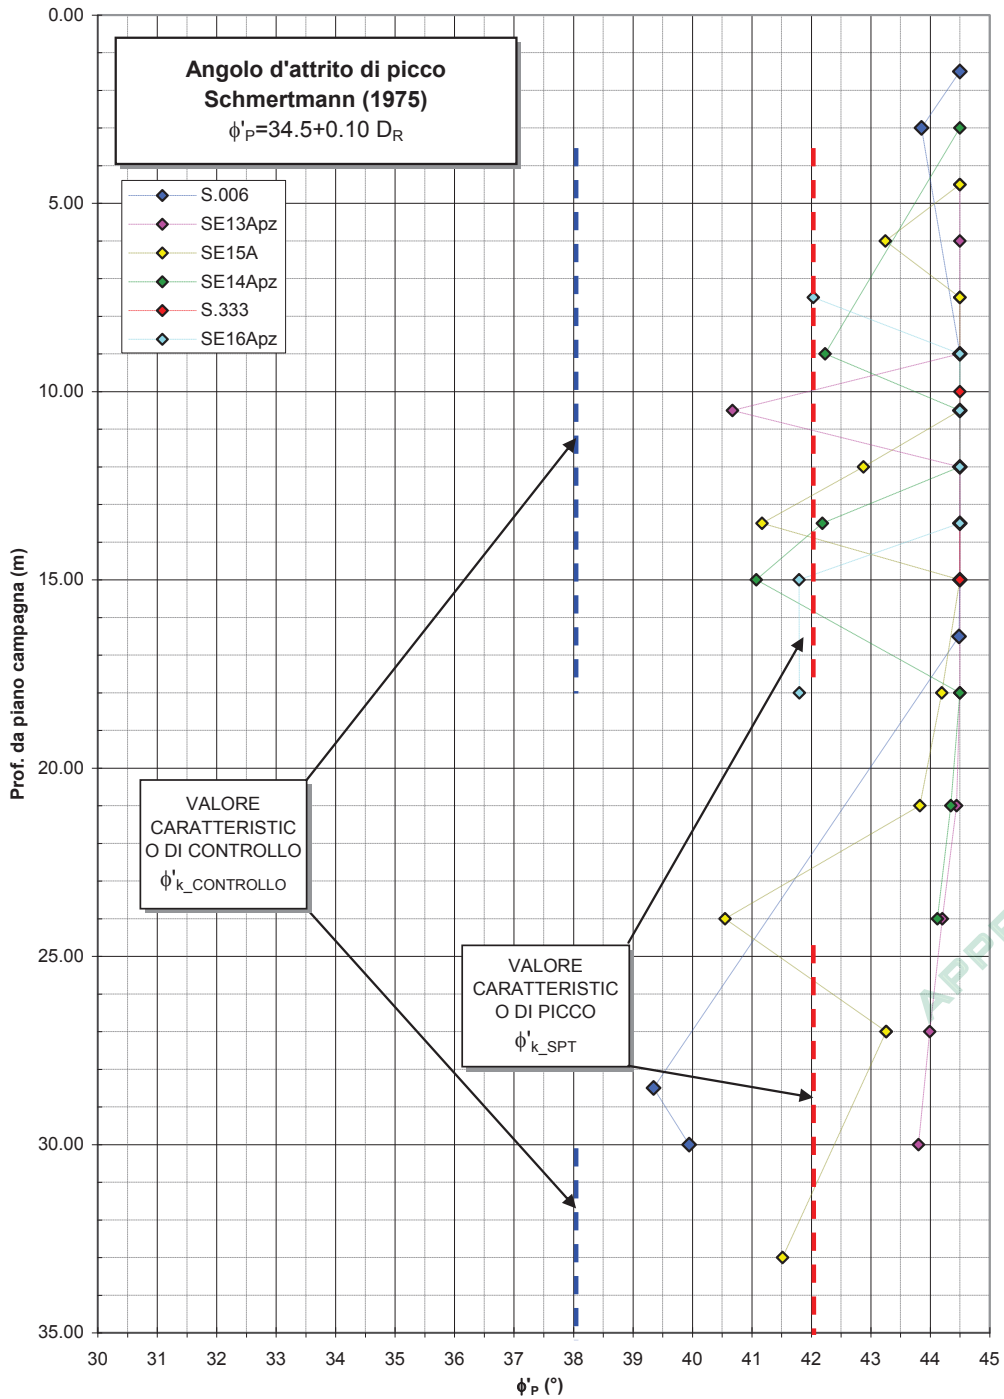 Angolo d'attrito di picco
Schmertmann (1975)
ϕ'P=34.5+0.10 DR
S.006
SE13Apz
SE15A
SE14Apz
S.333
SE16Apz
VALORE
CARATTERISTIC
O DI CONTROLLO
ϕ'k_CONTROLLO
VALORE
CARATTERISTIC
O DI PICCO
ϕ'k_SPT
Prof. da piano campagna (m)
0.00
5.00
10.00
15.00
20.00
25.00
30.00
35.00
30 31 32 33 34 35 36 37 38 39 40 41 42 43 44 45
ϕ'P (°)
APPE